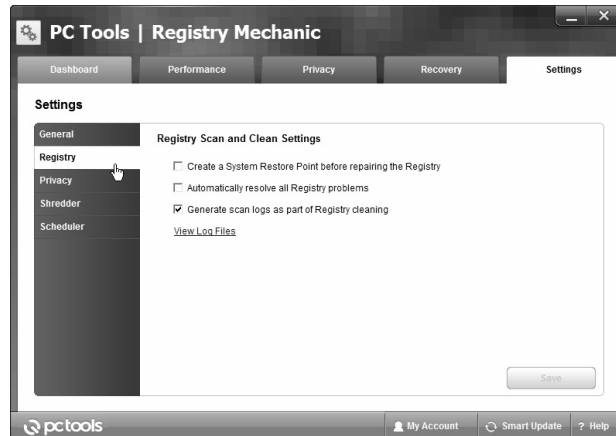 PC Tools | Registry Mechanic
Dashboard Performance Privacy Recovery Settings
Settings
General
Registry
Privacy
Shredder
Scheduler
Registry Scan and Clean Settings
Create a System Restore Point before repairing the Registry
Automatically resolve all Registry problems
Generate scan logs as part of Registry cleaning
View Log Files
Save
pctools
My Account Smart Update ? Help